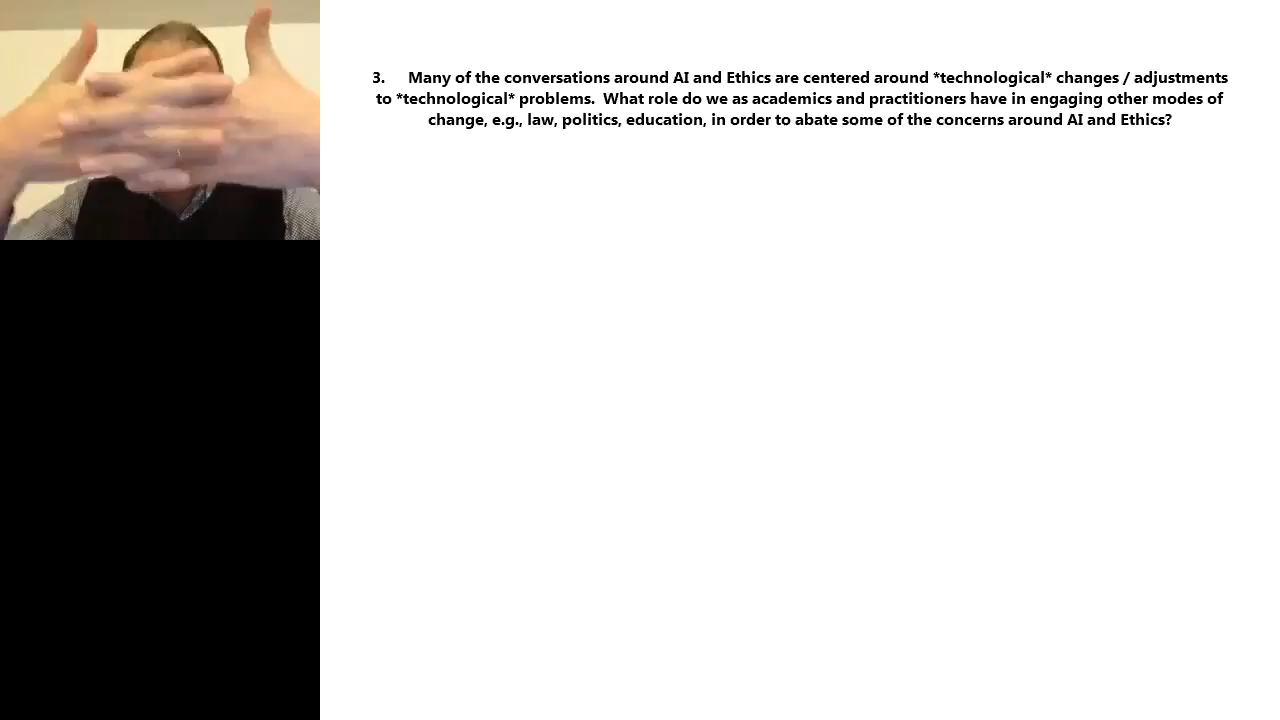 3. Many of the conversations around AI and Ethics are centered around *technological* changes / adjustments
to *technological* problems. What role do we as academics and practitioners have in engaging other modes of
change, e.g., law, politics, education, in order to abate some of the concerns around AI and Ethics?